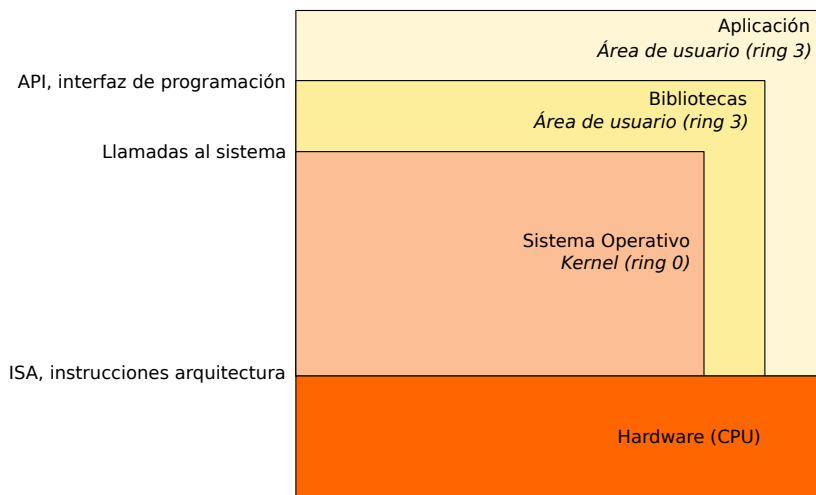 Aplicación
Área de usuario (ring 3)
API, interfaz de programación
Bibliotecas
Área de usuario (ring 3)
Llamadas al sistema
Sistema Operativo
Kernel (ring 0)
ISA, instrucciones arquitectura
Hardware (CPU)